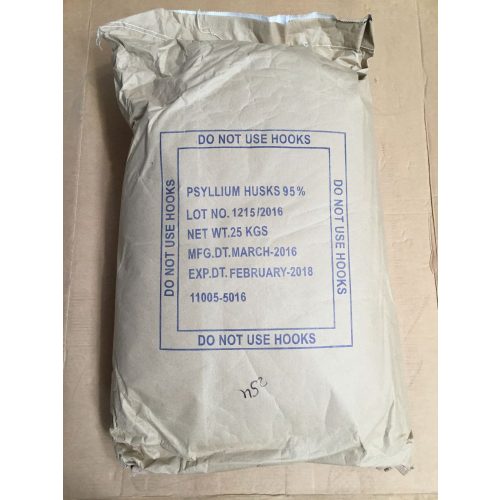 DO NOT USE HOOKS
DO NOT USE HOOKS
PSYLLIUM HUSKS 95%
LOT NO. 1215/2016
NET WT.25 KGS
MFG.DT.MARCH-2016
EXP.DT.FEBRUARY-2018
11005-5016
DO NOT USE HOOKS
DO NOT USE HOOKS